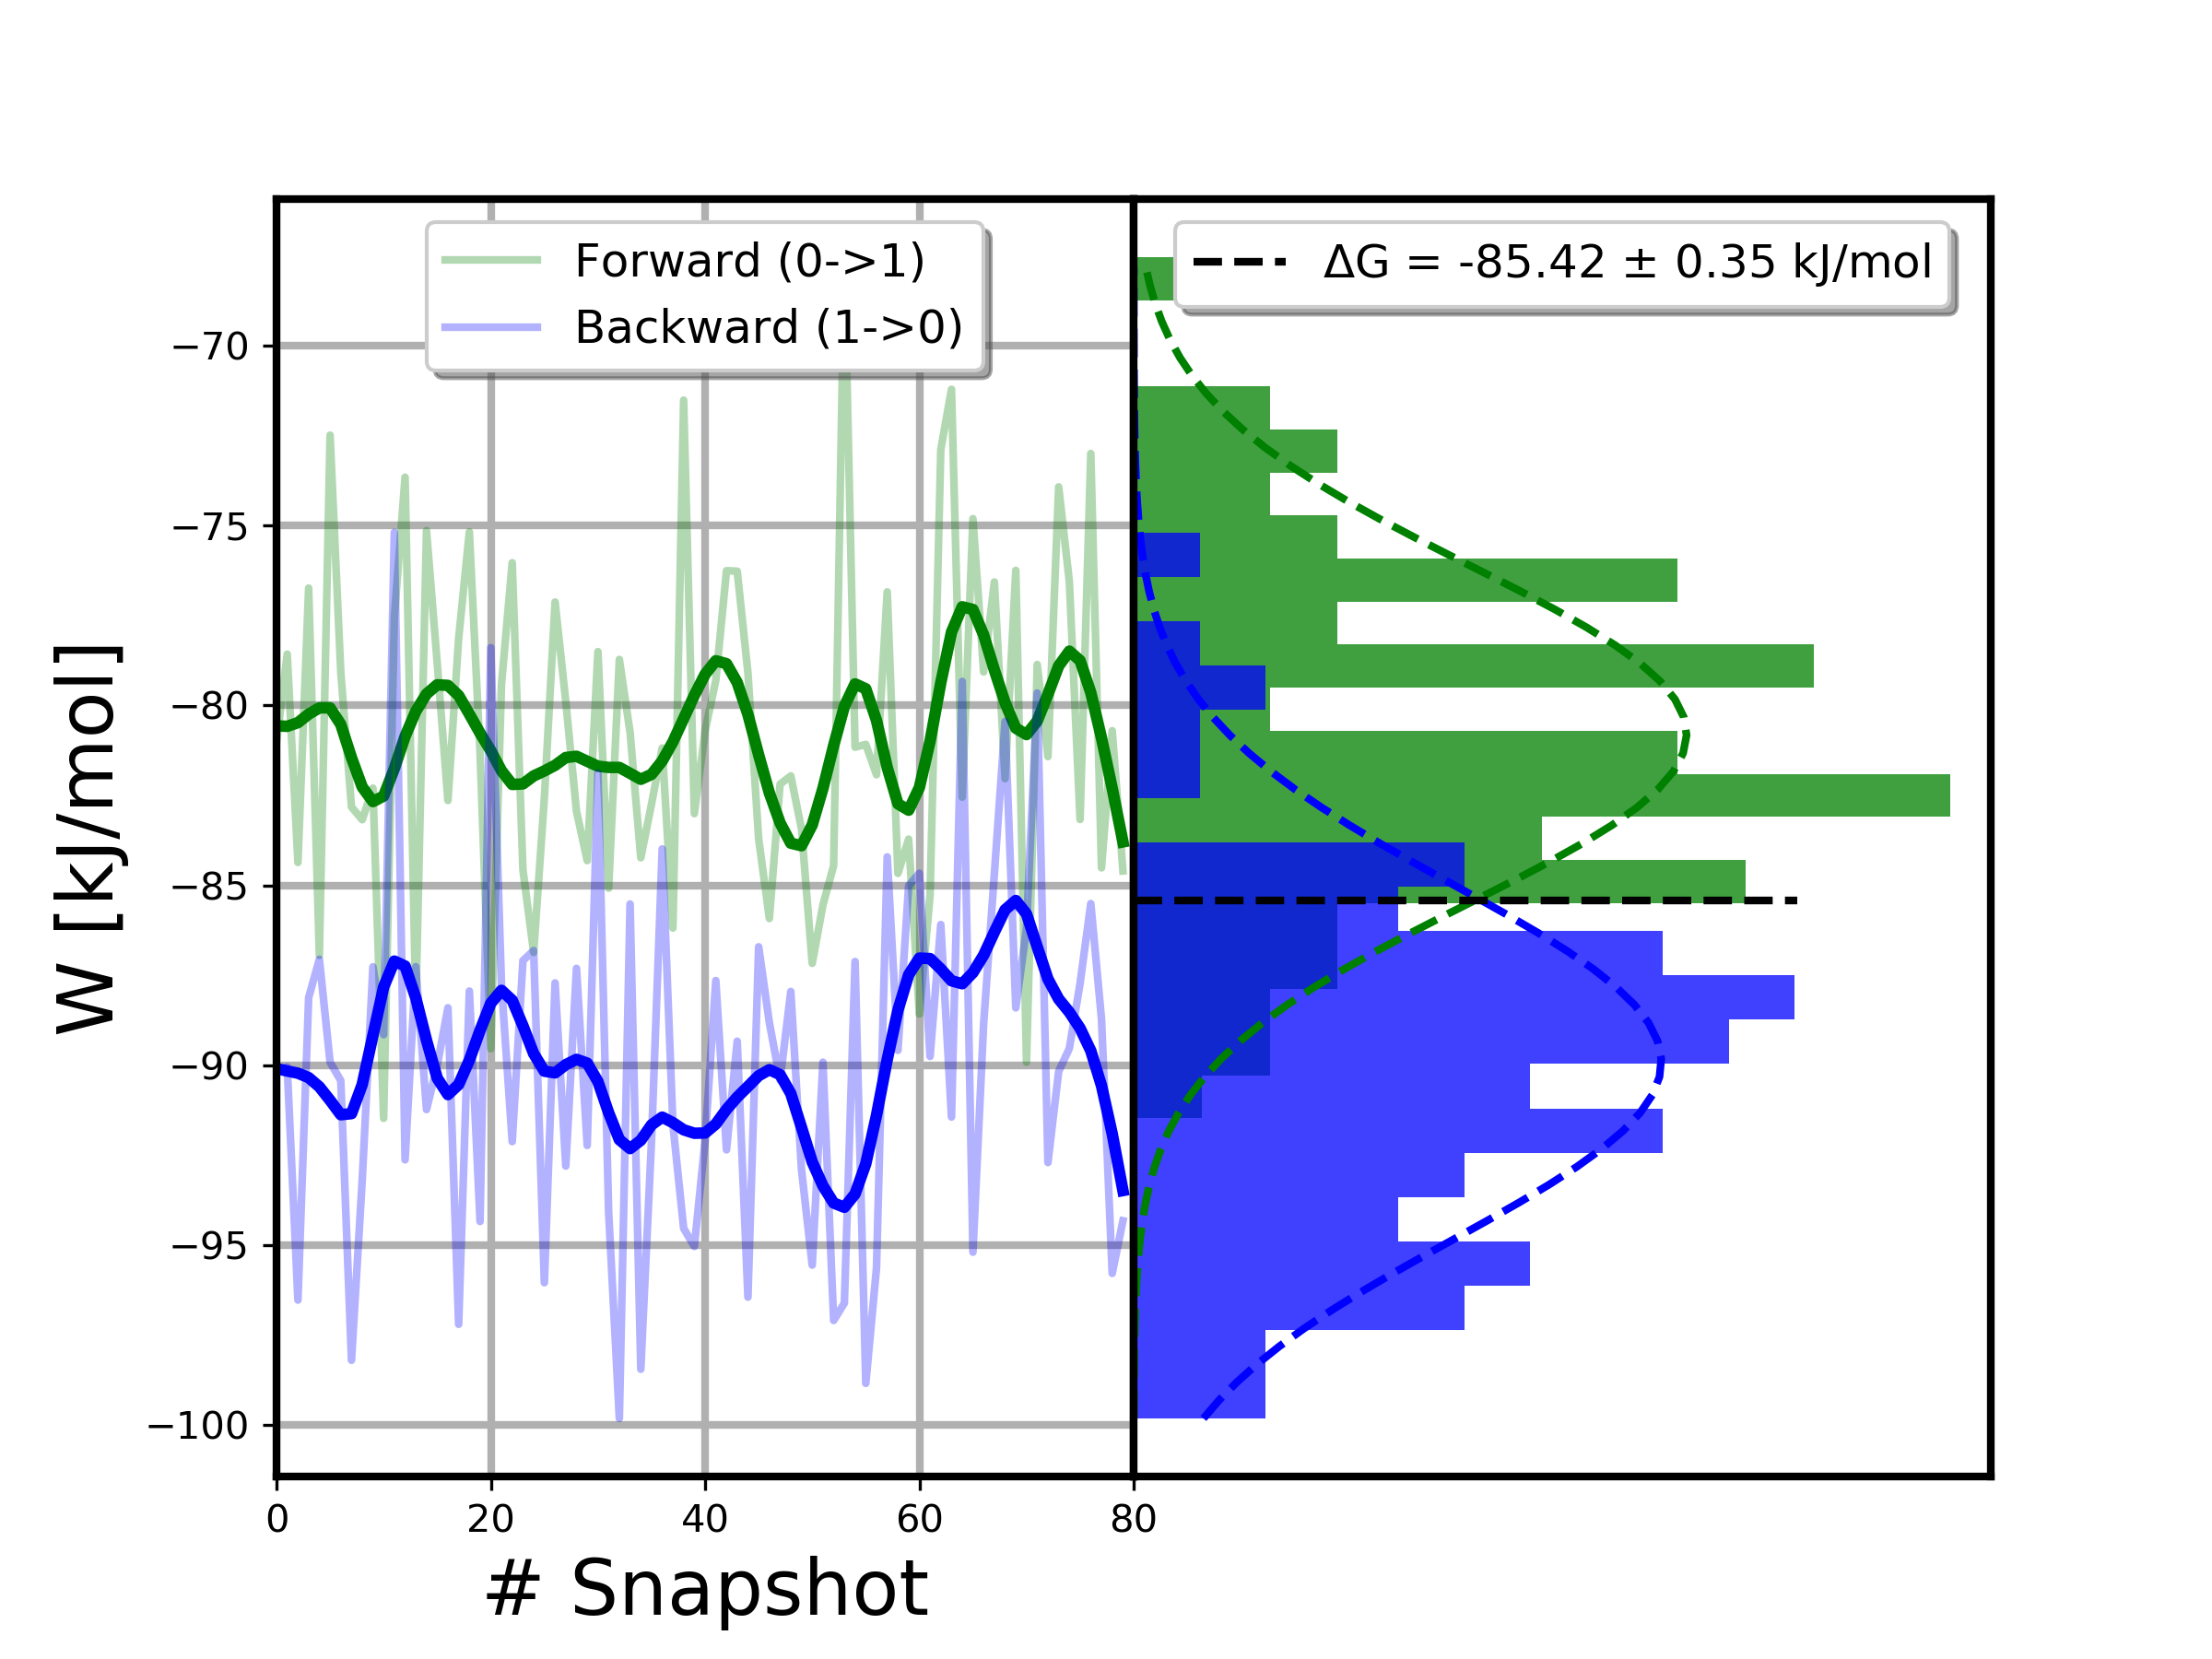 Forward (0->1)
Backward (1->0)
ΔG = -85.42 ± 0.35 kJ/mol
−70
−75
−80
−85
−90
−95
−100
W [kJ/mol]
0
20
40
60
80
# Snapshot